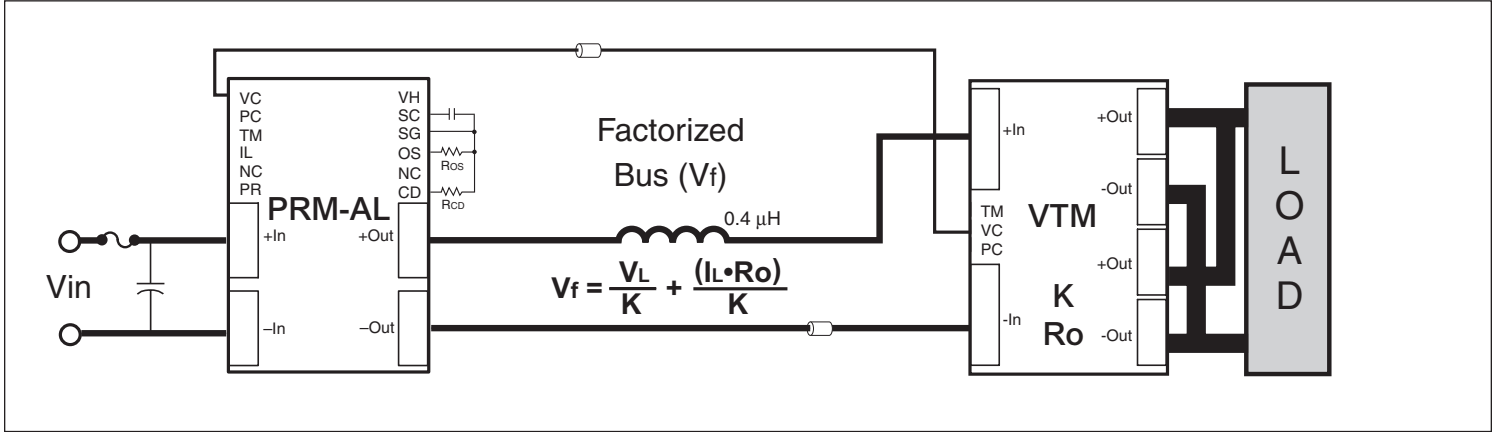 VC
PC
TM
IL
NC
PR
VH
SC
SG
OS
NC
CD
ROS
RCD
PRM-AL
+In
+Out
–In
–Out
Vin
Factorized
Bus (Vf)
0.4 µH
Vf = VL/K + (IL•Ro)/K
+In
-In
TM
VC
PC
VTM
K
Ro
+Out
-Out
+Out
-Out
L
O
A
D